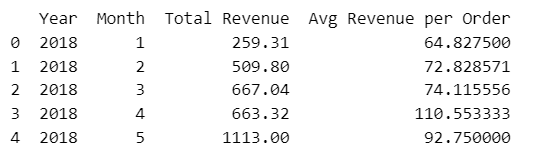 Year Month Total Revenue Avg Revenue per Order
0 2018 1 259.31 64.827500
1 2018 2 509.80 72.828571
2 2018 3 667.04 74.115556
3 2018 4 663.32 110.553333
4 2018 5 1113.00 92.750000